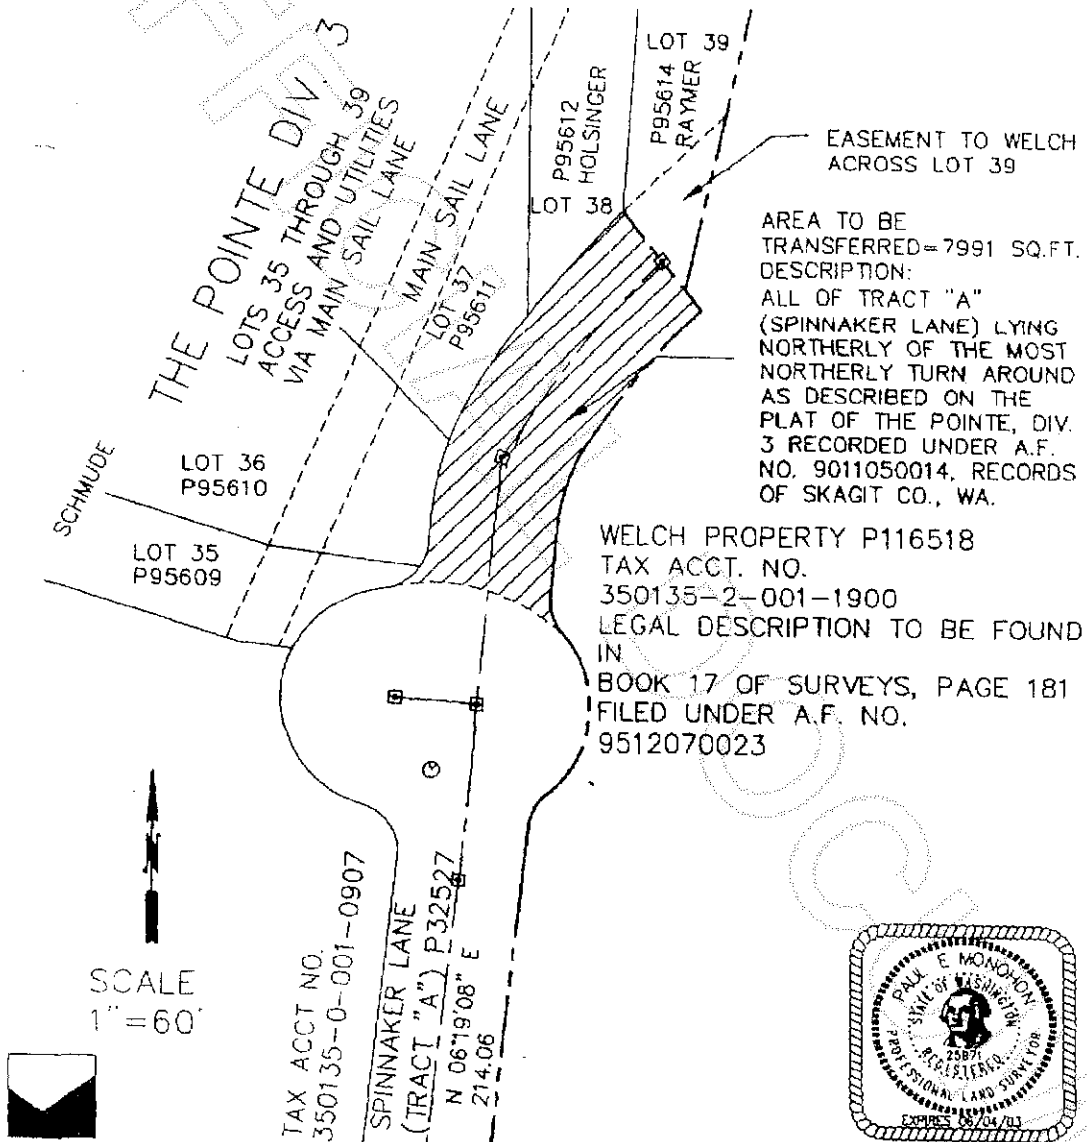 THE POINTE DIV. 3
LOTS 35 THROUGH 39
ACCESS AND UTILITIES
VIA MAIN SAIL LANE
MAIN SAIL LANE
LOT 37
P95611
P95612
HOLSINGER
LOT 38
LOT 39
P95614
RAYMER
EASEMENT TO WELCH
ACROSS LOT 39
AREA TO BE
TRANSFERRED=7991 SQ.FT.
DESCRIPTION:
ALL OF TRACT "A"
(SPINNAKER LANE) LYING
NORTHERLY OF THE MOST
NORTHERLY TURN AROUND
AS DESCRIBED ON THE
PLAT OF THE POINTE, DIV.
3 RECORDED UNDER A.F.
NO. 9011050014, RECORDS
OF SKAGIT CO., WA.
SCHMUDE
LOT 36
P95610
LOT 35
P95609
WELCH PROPERTY P116518
TAX ACCT. NO.
350135-2-001-1900
LEGAL DESCRIPTION TO BE FOUND
IN
BOOK 17 OF SURVEYS, PAGE 181
FILED UNDER A.F. NO.
9512070023
N
SCALE
1"=60'
TAX ACCT NO.
350135-0-001-0907
SPINNAKER LANE
(TRACT "A") P32527
N 06°19'08" E
214.06
PAUL E MONOHON
STATE OF WASHINGTON
25871
REGISTERED
PROFESSIONAL LAND SURVEYOR
EXPIRES 06/04/03